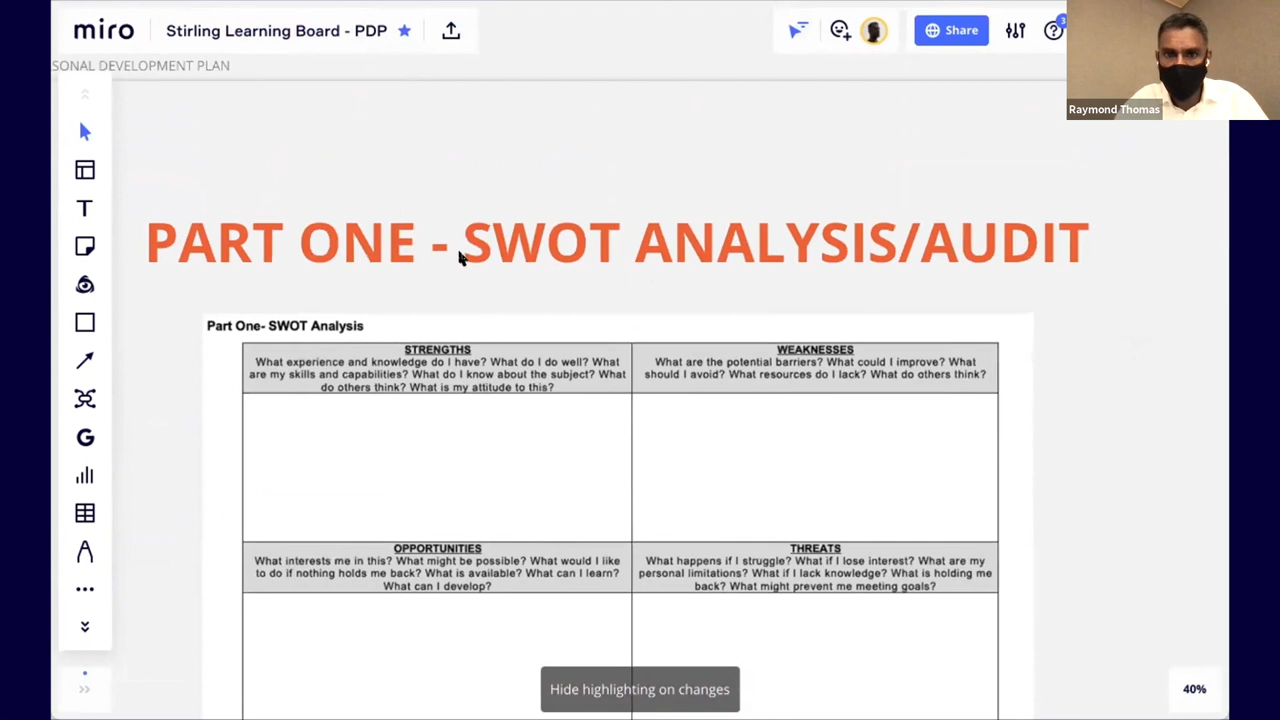 miro
Stirling Learning Board - PDP
Share
3
Raymond Thomas
SONAL DEVELOPMENT PLAN
T
PART ONE - SWOT ANALYSIS/AUDIT
Part One- SWOT Analysis
STRENGTHS
What experience and knowledge do I have? What do I do well? What
are my skills and capabilities? What do I know about the subject? What
do others think? What is my attitude to this?
WEAKNESSES
What are the potential barriers? What could I improve? What
should I avoid? What resources do I lack? What do others think?
G
OPPORTUNITIES
What interests me in this? What might be possible? What would I like
to do if nothing holds me back? What is available? What can I learn?
What can I develop?
THREATS
What happens if I struggle? What if I lose interest? What are my
personal limitations? What if I lack knowledge? What is holding me
back? What might prevent me meeting goals?
Hide highlighting on changes
40%